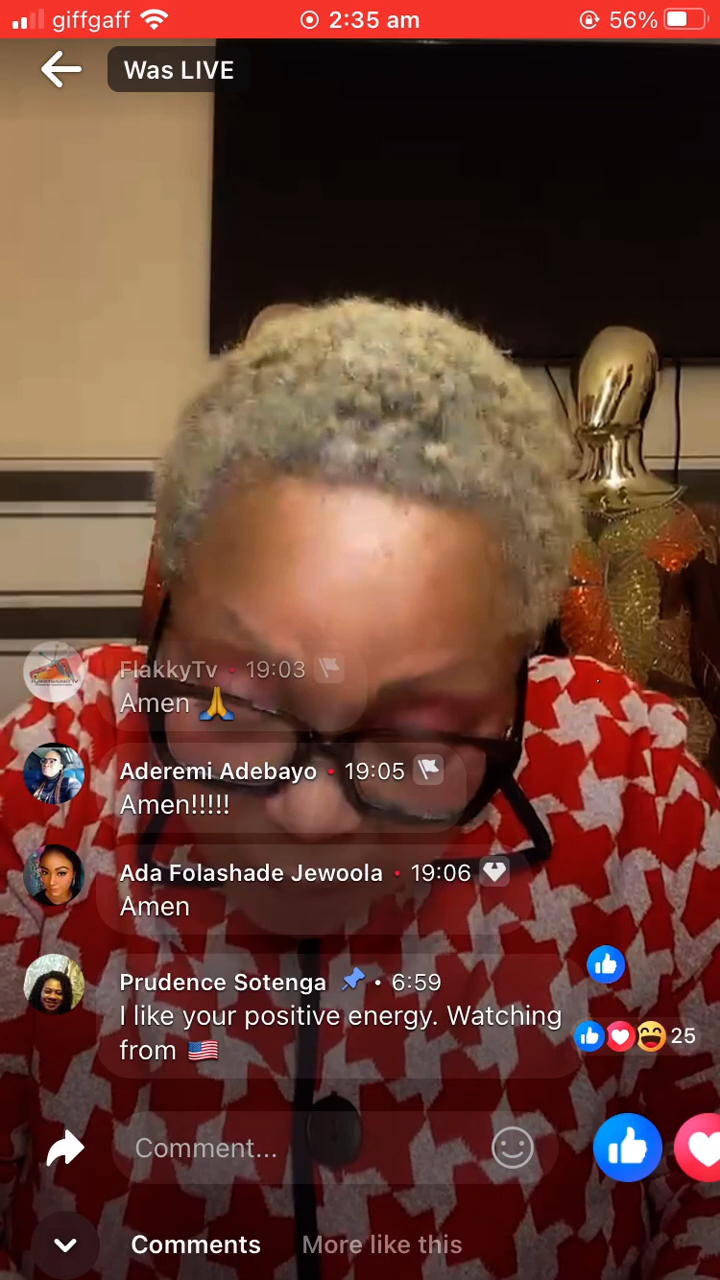 giffgaff
2:35 am
56%
Was LIVE
FlakkyTv • 19:03
Amen 🙏
Aderemi Adebayo • 19:05
Amen!!!!!
Ada Folashade Jewoola • 19:06
Amen
Prudence Sotenga • 6:59
I like your positive energy. Watching
from 🇺🇸
25
Comment...
Comments
More like this